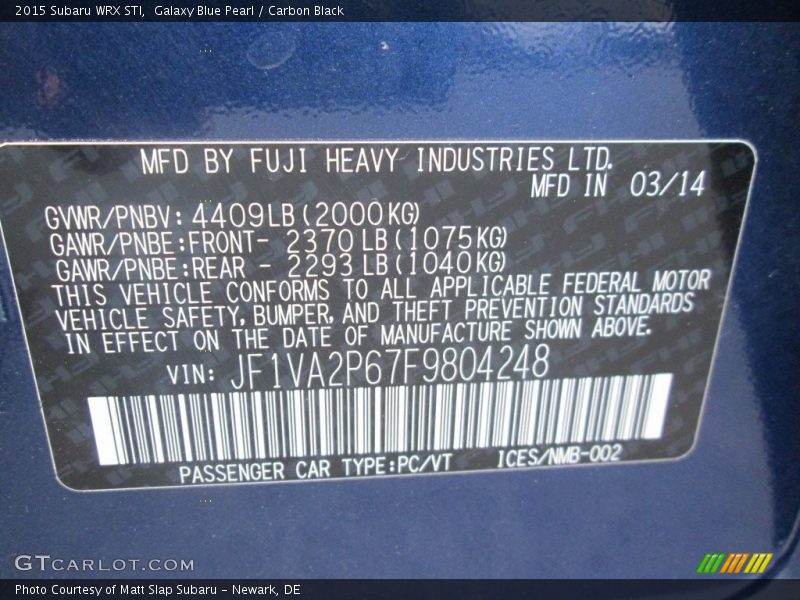 2015 Subaru WRX STI, Galaxy Blue Pearl / Carbon Black
MFD BY FUJI HEAVY INDUSTRIES LTD.
MFD IN 03/14
GVWR/PNBV: 4409LB(2000KG)
GAWR/PNBE:FRONT- 2370LB(1075KG)
GAWR/PNBE:REAR - 2293LB(1040KG)
THIS VEHICLE CONFORMS TO ALL APPLICABLE FEDERAL MOTOR
VEHICLE SAFETY, BUMPER, AND THEFT PREVENTION STANDARDS
IN EFFECT ON THE DATE OF MANUFACTURE SHOWN ABOVE.
VIN: JF1VA2P67F9804248
PASSENGER CAR TYPE:PC/VT ICES/NMB-002
GTCARLOT.COM
Photo Courtesy of Matt Slap Subaru - Newark, DE